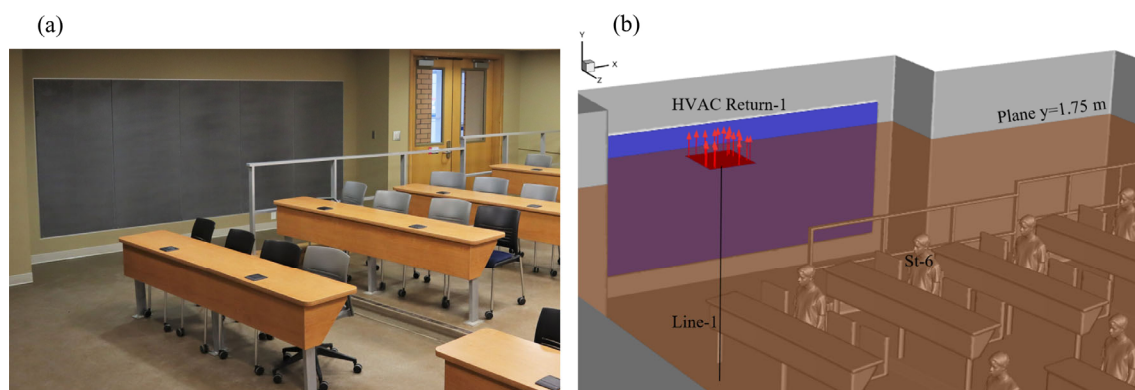 (a)
(b)
Y
X
Z
HVAC Return-1
Plane y=1.75 m
St-6
Line-1